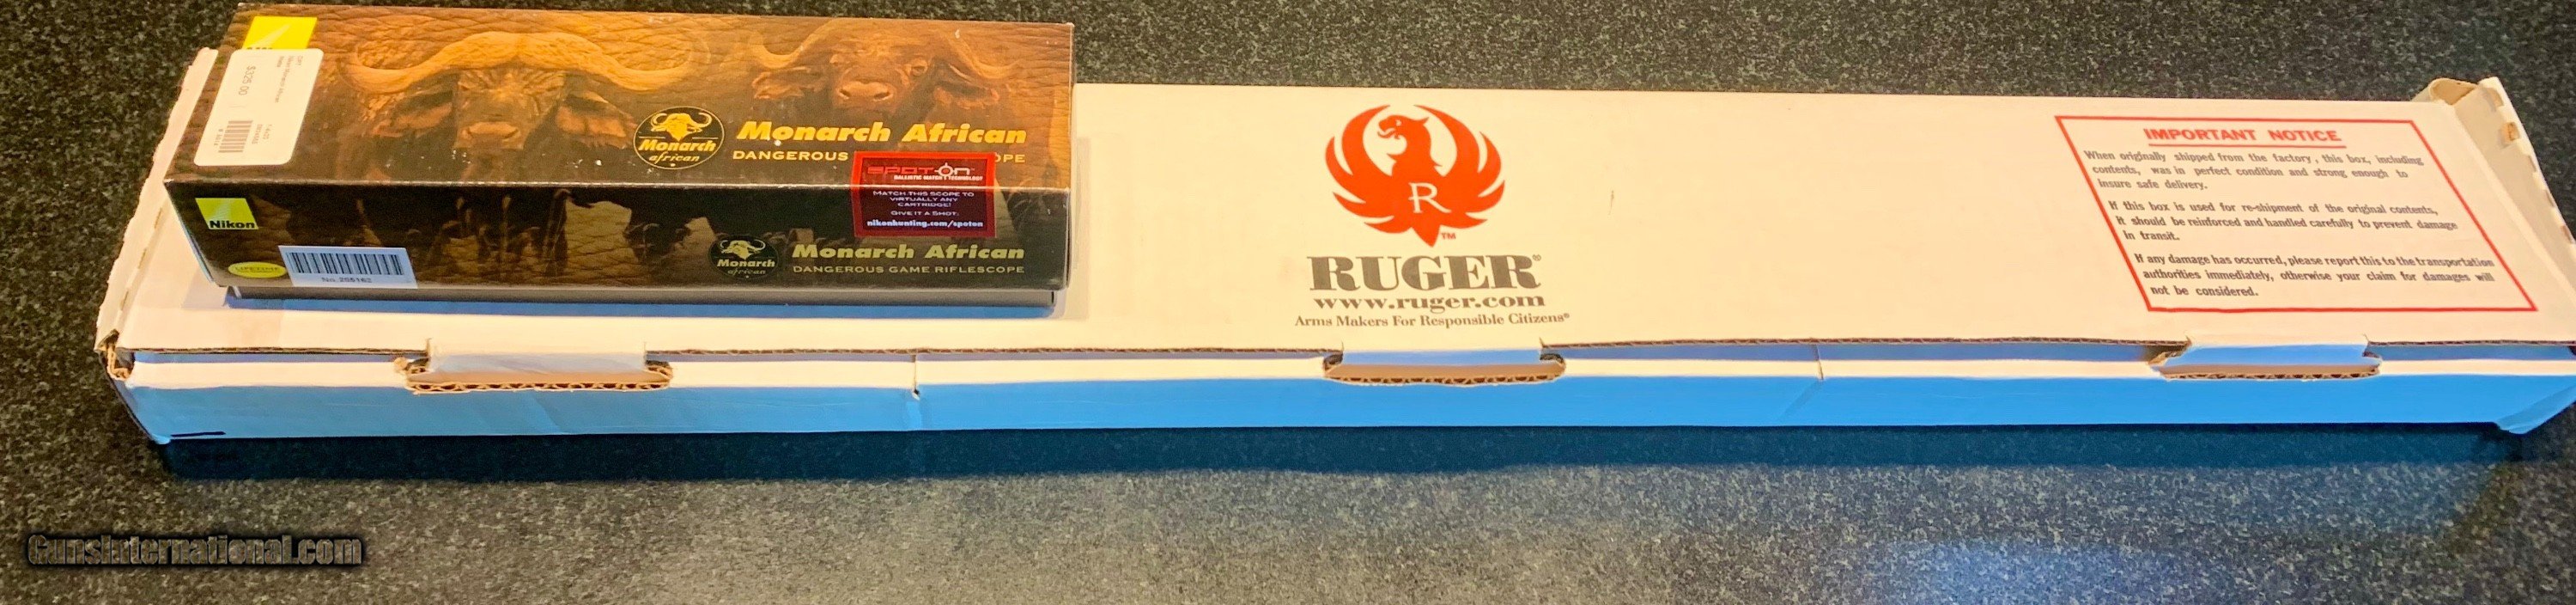 $325.00
Monarch
african
Monarch African
DANGEROUS
OPE
SPOT ON
BALLISTIC MATCH TECHNOLOGY
MATCH THIS SCOPE TO
VIRTUALLY ANY
CARTRIDGE!
GIVE IT A SHOT:
nikonhunting.com/spoton
Nikon
LIFETIME
Monarch
african
Monarch African
DANGEROUS GAME RIFLESCOPE
R
TM
RUGER®
www.ruger.com
Arms Makers For Responsible Citizens®
IMPORTANT NOTICE
When originally shipped from the factory, this box, including
contents, was in perfect condition and strong enough to
insure safe delivery.
If this box is used for re-shipment of the original contents,
it should be reinforced and handled carefully to prevent damage
in transit.
If any damage has occurred, please report this to the transportation
authorities immediately, otherwise your claim for damages will
not be considered.
GunsInternational.com